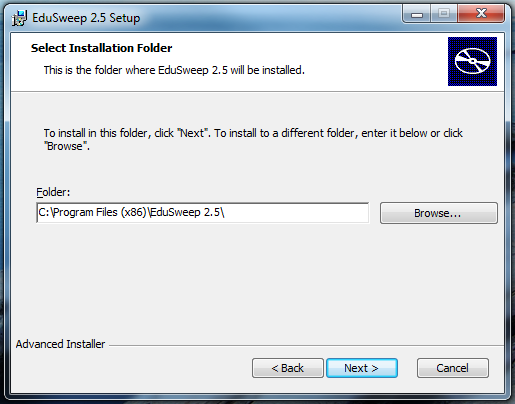 EduSweep 2.5 Setup
Select Installation Folder
This is the folder where EduSweep 2.5 will be installed.
To install in this folder, click "Next". To install to a different folder, enter it below or click
"Browse".
Folder:
C:\Program Files (x86)\EduSweep 2.5\
Browse...
Advanced Installer
< Back
Next >
Cancel